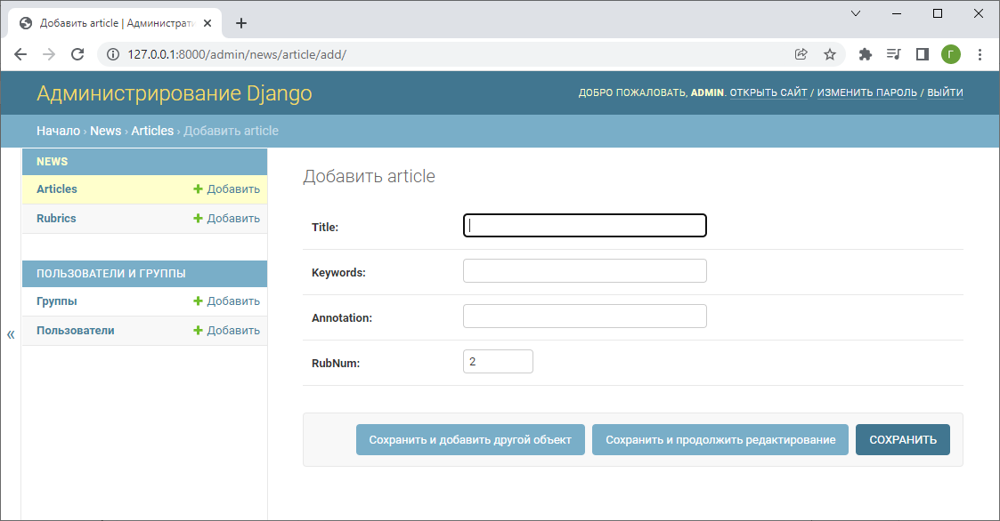 Добавить article | Администрати
127.0.0.1:8000/admin/news/article/add/
Г
Администрирование Django
ДОБРО ПОЖАЛОВАТЬ, ADMIN. ОТКРЫТЬ САЙТ / ИЗМЕНИТЬ ПАРОЛЬ / ВЫЙТИ
Начало › News › Articles › Добавить article
NEWS
Articles + Добавить
Rubrics + Добавить
ПОЛЬЗОВАТЕЛИ И ГРУППЫ
Группы + Добавить
Пользователи + Добавить
«
Добавить article
Title:
Keywords:
Annotation:
RubNum: 2
Сохранить и добавить другой объект Сохранить и продолжить редактирование СОХРАНИТЬ